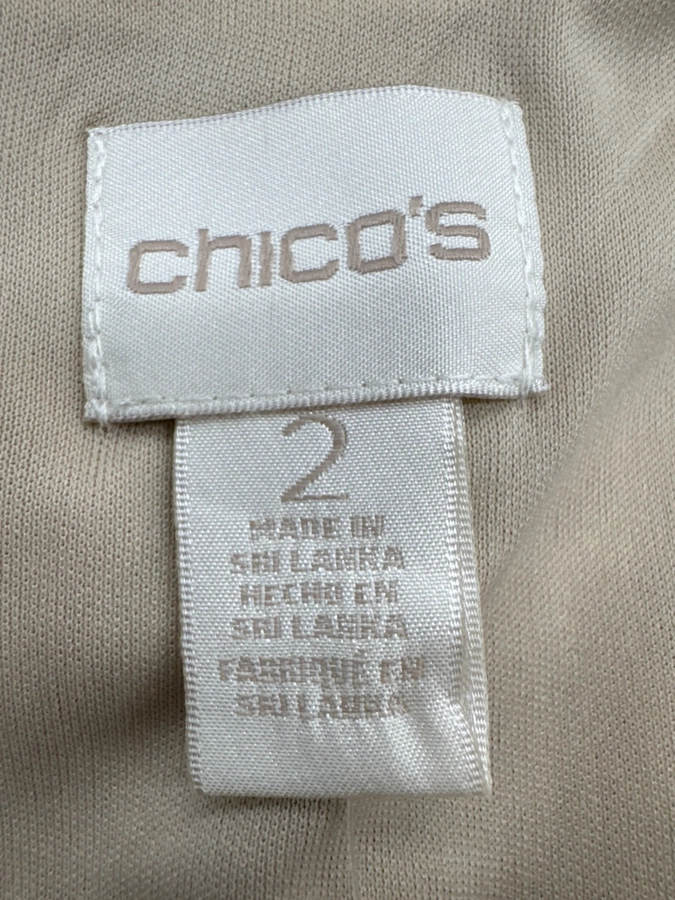 chico's
2
MADE IN
SRI LANKA
HECHO EN
SRI LANKA
FABRIQUÉ EN
SRI LANKA